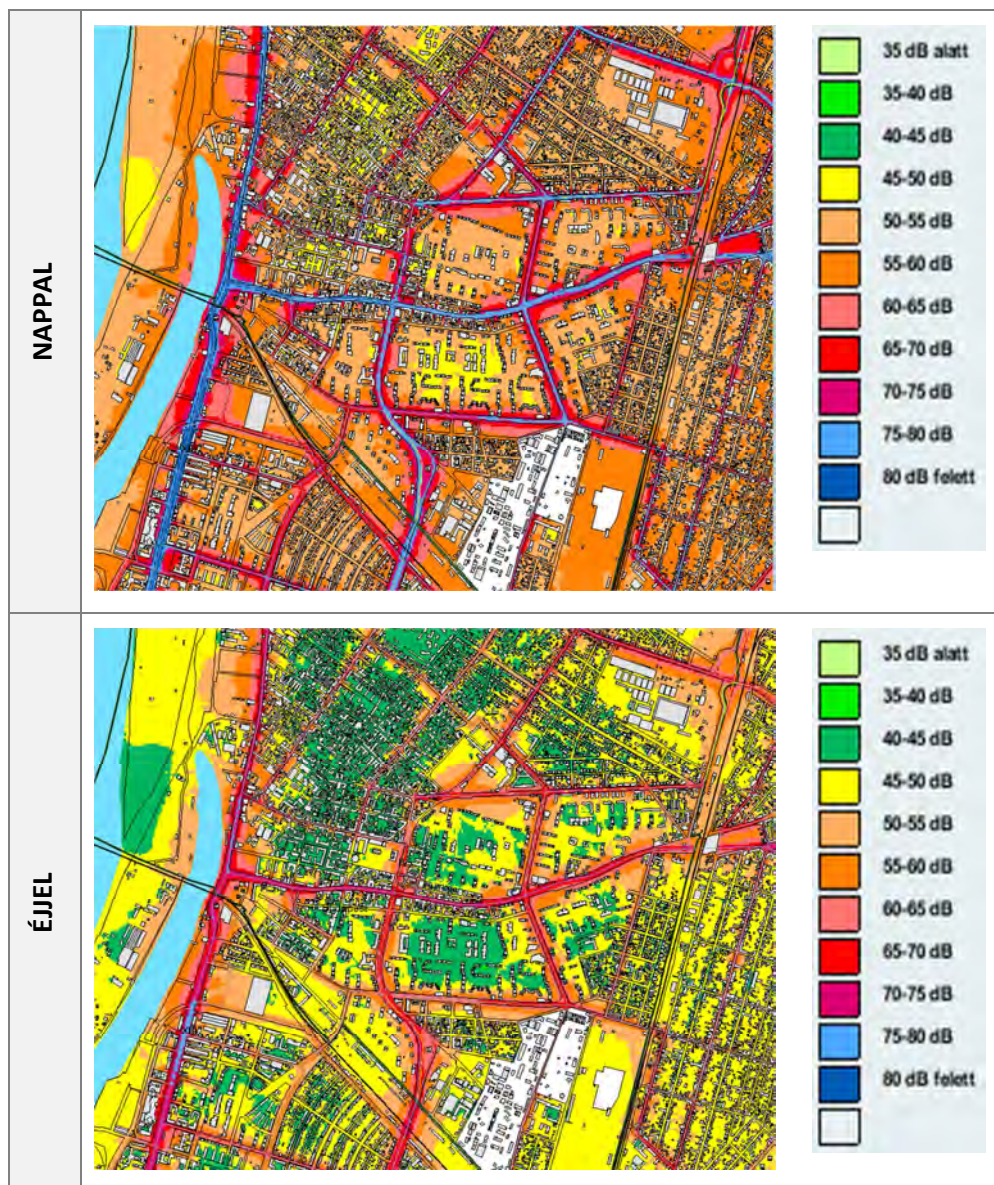 NAPPAL
35 dB alatt
35-40 dB
40-45 dB
45-50 dB
50-55 dB
55-60 dB
60-65 dB
65-70 dB
70-75 dB
75-80 dB
80 dB felett
ÉJJEL
35 dB alatt
35-40 dB
40-45 dB
45-50 dB
50-55 dB
55-60 dB
60-65 dB
65-70 dB
70-75 dB
75-80 dB
80 dB felett